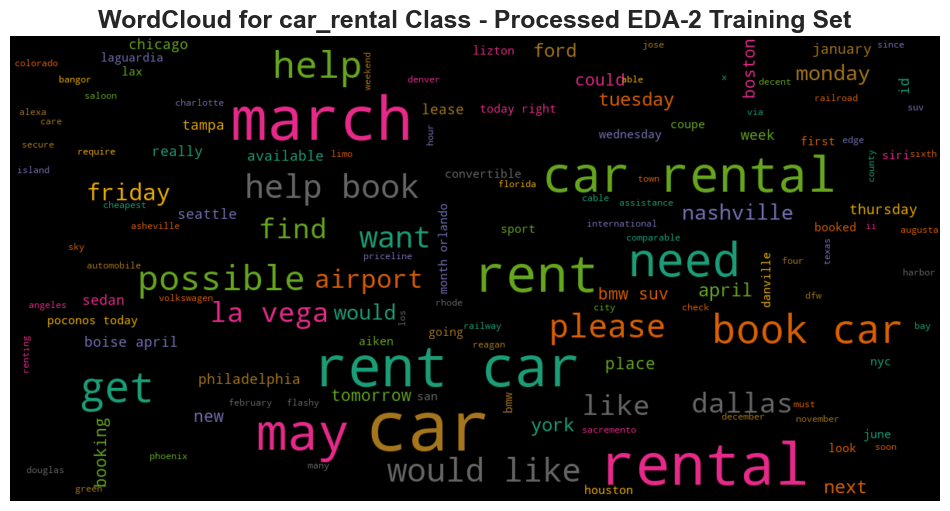 WordCloud for car_rental Class - Processed EDA-2 Training Set
chicago
lizton
ford
jose
since
colorado
laguardia
help
weekend
could
able
boston
january
bangor
lax
denver
x
decent
monday
id
saloon
charlotte
march
lease
today right
tuesday
railroad
suv
alexa
care
tampa
hour
via
secure
require
really
available
limo
wednesday
coupe
week
first
edge
siri
sixth
island
friday
help book
convertible
florida
car rental
town
county
cheapest
seattle
month orlando
cable
assistance
nashville
thursday
asheville
find
want
sport
international
booked
ii
augusta
sky
priceline
comparable
texas
automobile
possible
airport
rent
need
danville
four
dfw
harbor
angeles
sedan
volkswagen
rhode
bmw suv
april
city
check
poconos today
la vega
would
los
going
railway
please
book car
bay
renting
boise april
aiken
reagan
rent car
place
nyc
get
philadelphia
tomorrow
san
bmw
like
dallas
must
february
flashy
december
november
new
car
york
sacremento
june
booking
may
look
soon
douglas
phoenix
many
would like
rental
green
houston
next